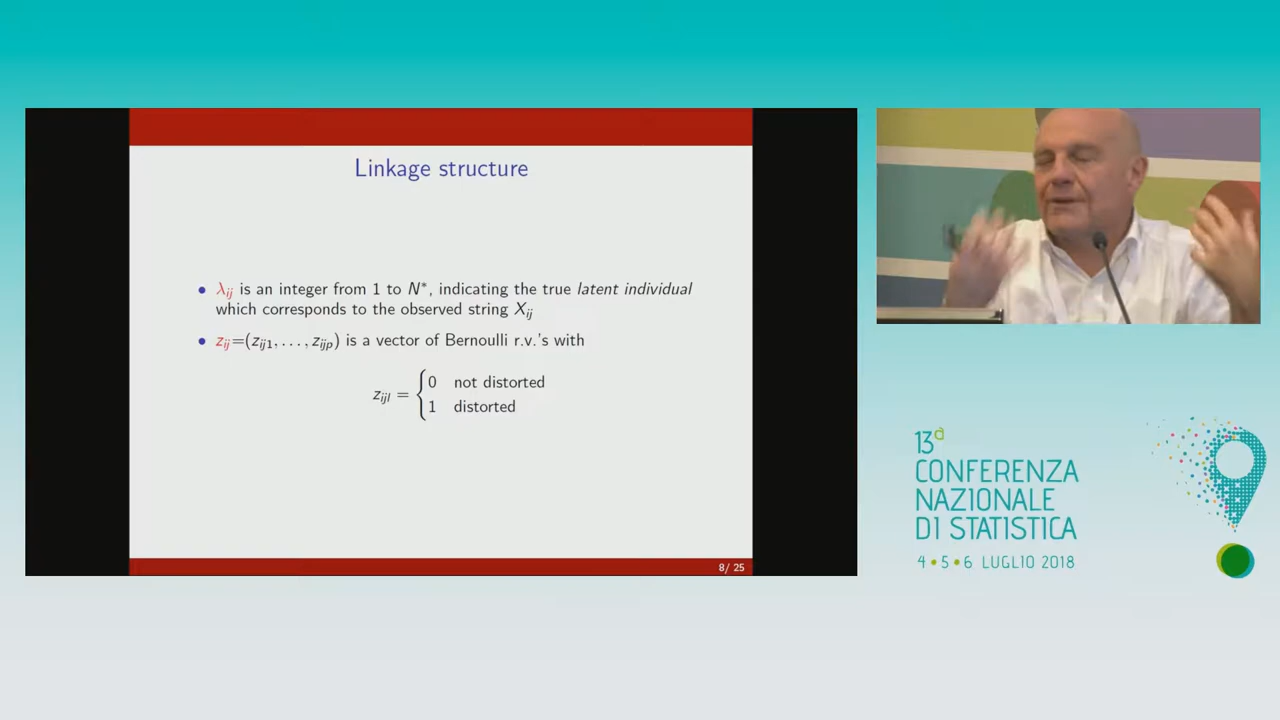 Linkage structure
• λij is an integer from 1 to N*, indicating the true latent individual
which corresponds to the observed string Xij
• zij=(zij1, . . . , zijp) is a vector of Bernoulli r.v.'s with
zijl = { 0 not distorted
1 distorted
8/ 25
13a
CONFERENZA
NAZIONALE
DI STATISTICA
4 • 5 • 6 LUGLIO 2018